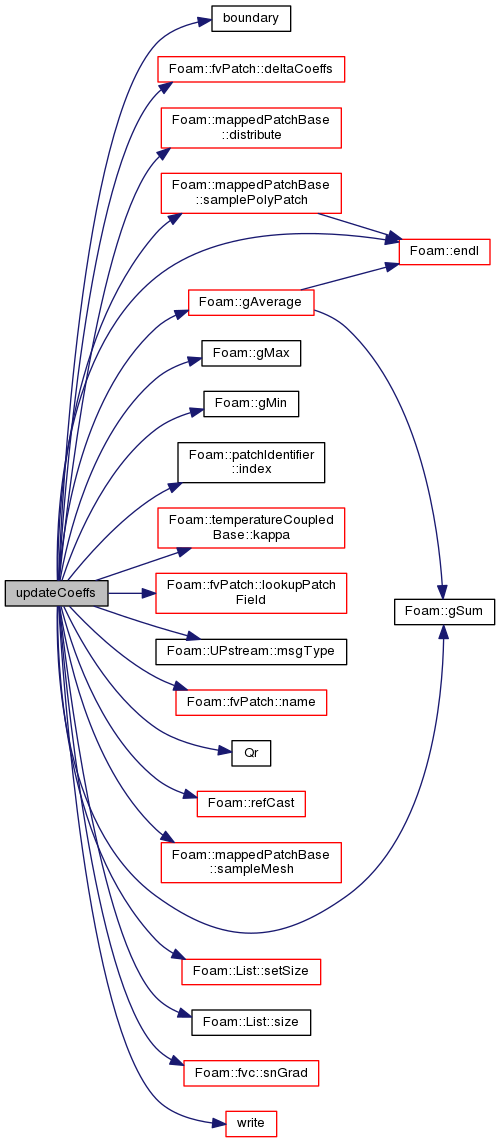 boundary
Foam::fvPatch::deltaCoeffs
Foam::mappedPatchBase
::distribute
Foam::mappedPatchBase
::samplePolyPatch
Foam::endl
Foam::gAverage
Foam::gMax
Foam::gMin
Foam::patchIdentifier
::index
Foam::temperatureCoupled
Base::kappa
updateCoeffs
Foam::fvPatch::lookupPatch
Field
Foam::gSum
Foam::UPstream::msgType
Foam::fvPatch::name
Qr
Foam::refCast
Foam::mappedPatchBase
::sampleMesh
Foam::List::setSize
Foam::List::size
Foam::fvc::snGrad
write